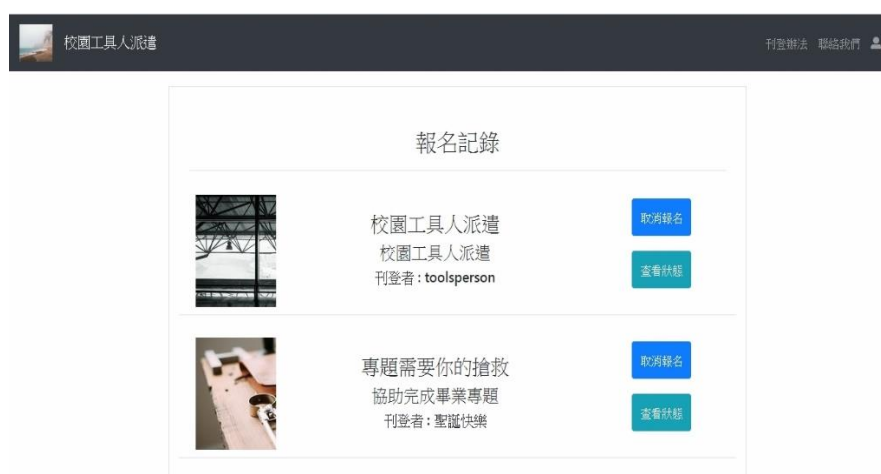 校園工具人派遣
刊登辦法 聯絡我們
報名記錄
校園工具人派遣
校園工具人派遣
刊登者 : toolsperson
取消報名
查看狀態
專題需要你的搶救
協助完成畢業專題
刊登者 : 聖誕快樂
取消報名
查看狀態